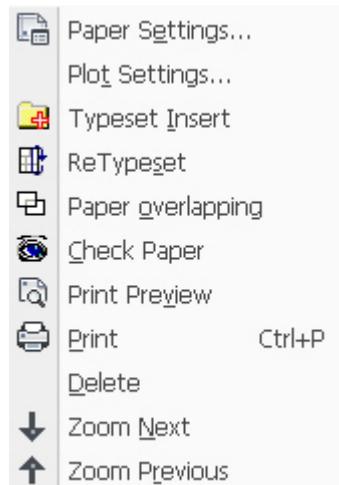 Paper Settings...
Plot Settings...
Typeset Insert
ReTypeset
Paper overlapping
Check Paper
Print Preview
Print Ctrl+P
Delete
Zoom Next
Zoom Previous